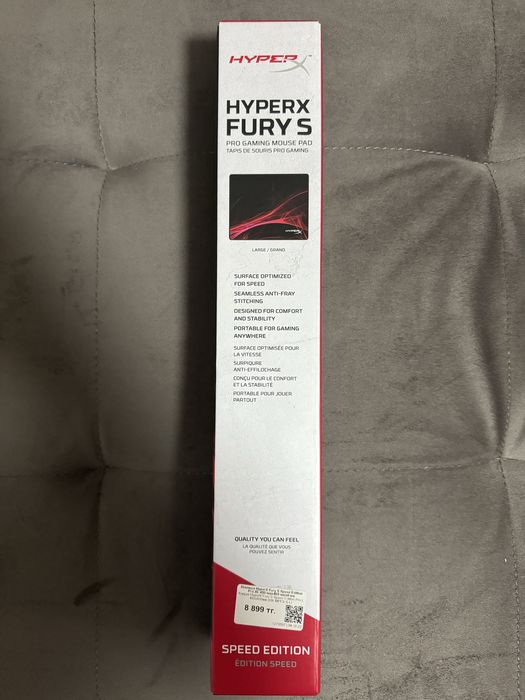 HYPERX
HYPERX
FURY S
PRO GAMING MOUSE PAD
TAPIS DE SOURIS PRO GAMING
HYPERX
LARGE / GRAND
SURFACE OPTIMIZED
FOR SPEED
SEAMLESS ANTI-FRAY
STITCHING
DESIGNED FOR COMFORT
AND STABILITY
PORTABLE FOR GAMING
ANYWHERE
SURFACE OPTIMISÉE POUR
LA VITESSE
SURPIQURE
ANTI-EFFILOCHAGE
CONÇU POUR LE CONFORT
ET LA STABILITÉ
PORTABLE POUR JOUER
PARTOUT
QUALITY YOU CAN FEEL
LA QUALITÉ QUE VOUS
POUVEZ SENTIR
8 899 тг.
SPEED EDITION
ÉDITION SPEED